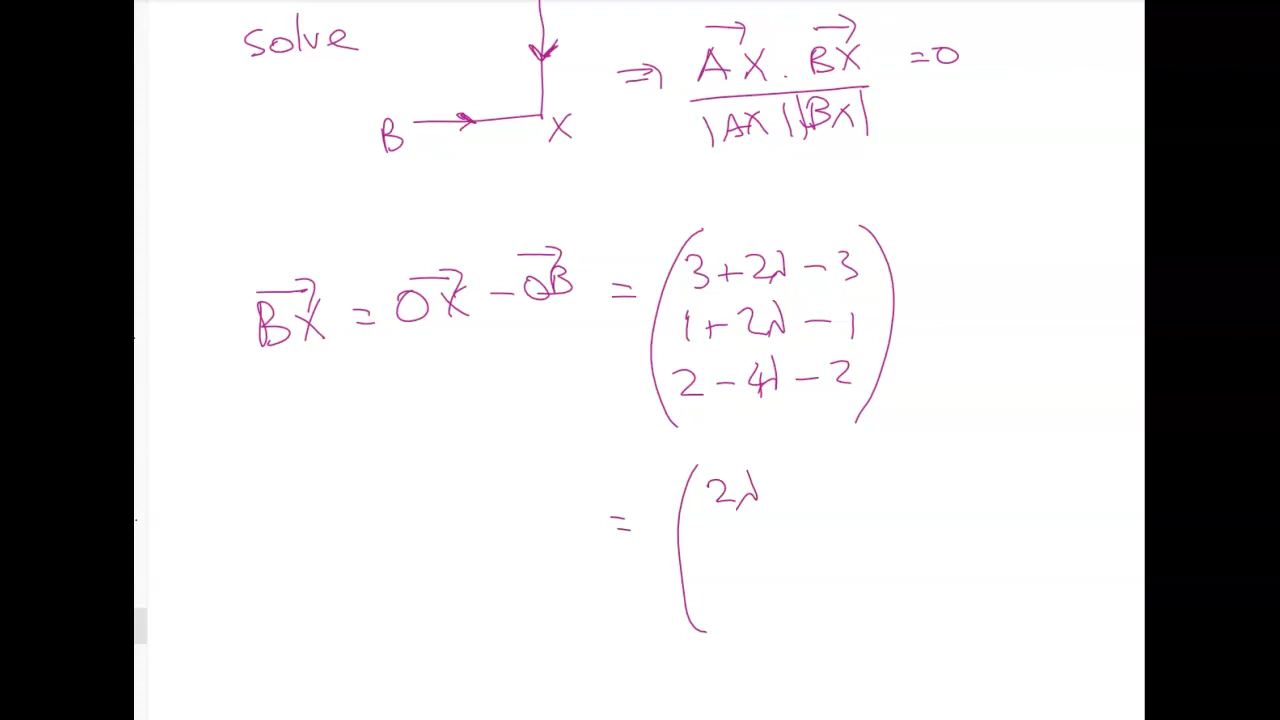 solve
⇒ AX→ . BX→ / |AX||BX| = 0
B X
BX→ = OX→ − OB→ = ( 3+2λ−3
1+2λ−1
2−4λ−2 )
= ( 2λ